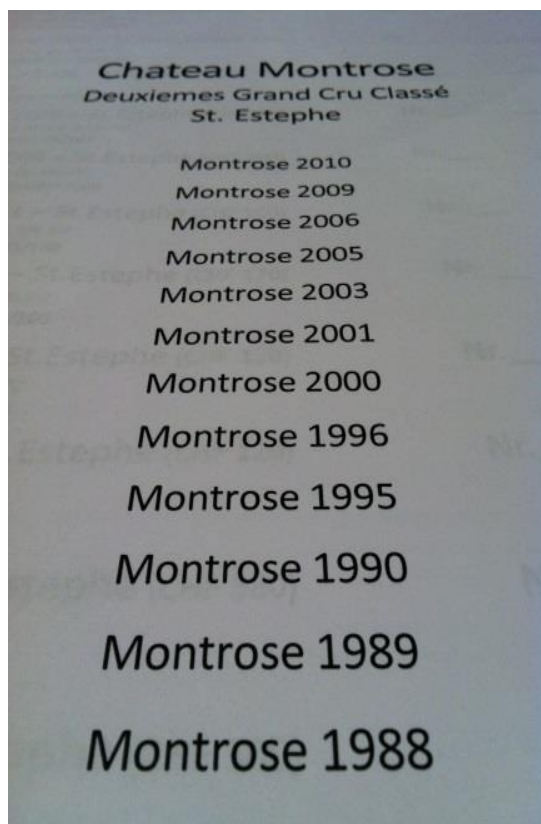 Chateau Montrose
Deuxiemes Grand Cru Classé
St. Estephe
Montrose 2010
Montrose 2009
Montrose 2006
Montrose 2005
Montrose 2003
Montrose 2001
Montrose 2000
Montrose 1996
Montrose 1995
Montrose 1990
Montrose 1989
Montrose 1988